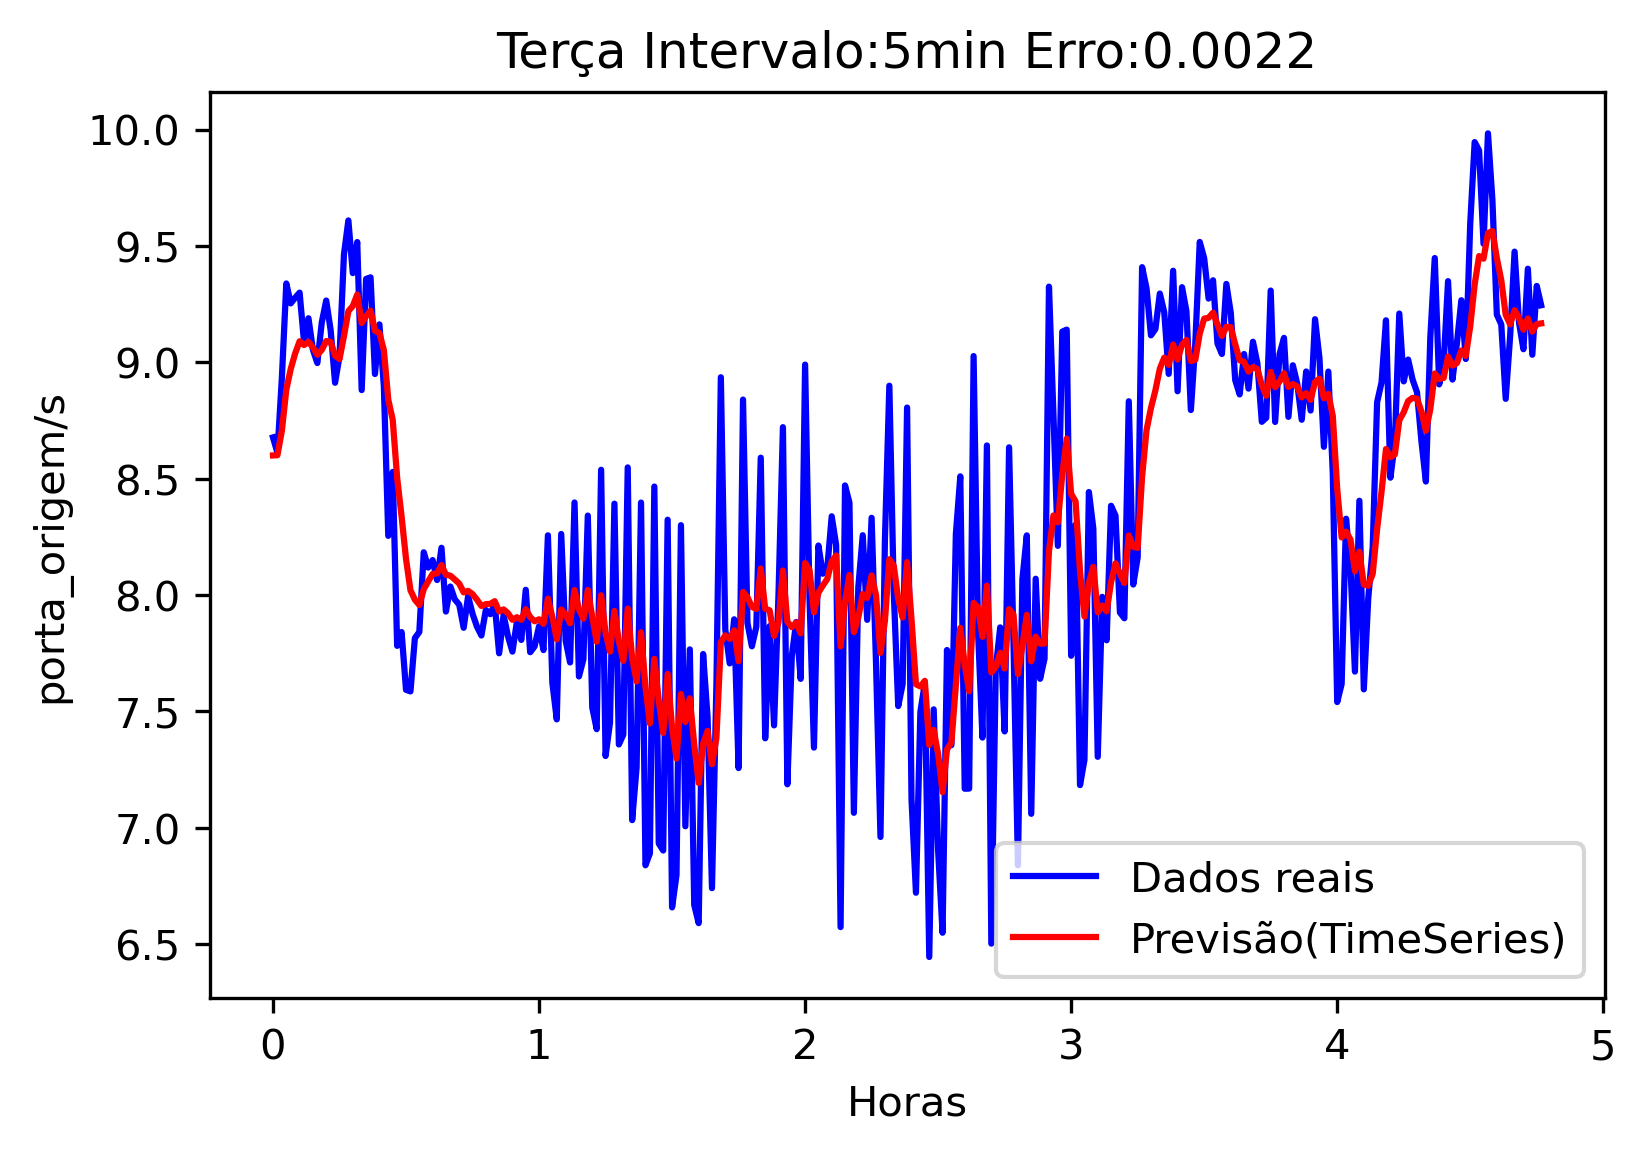 Terça Intervalo:5min Erro:0.0022
10.0
9.5
9.0
8.5
8.0
7.5
7.0
6.5
porta_origem/s
Dados reais
Previsão(TimeSeries)
0 1 2 3 4 5
Horas